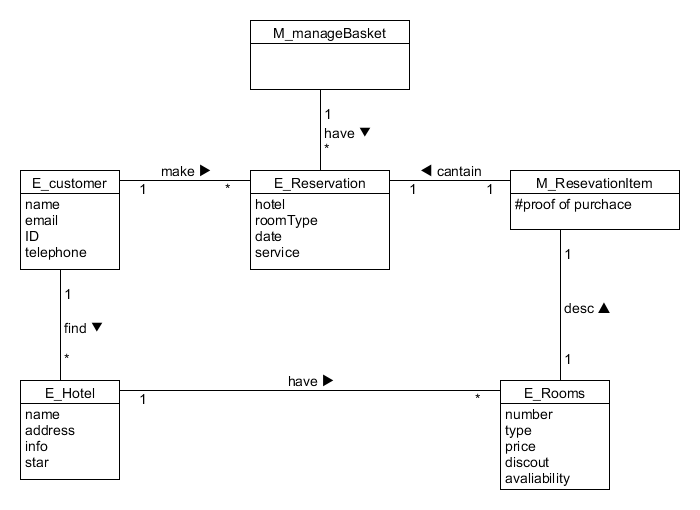 M_manageBasket
1
have ▼
*
make ▶
◀ cantain
E_customer
1
*
E_Reservation
1
1
M_ResevationItem
name
email
ID
telephone
hotel
roomType
date
service
#proof of purchace
1
find ▼
*
1
desc ▲
1
E_Hotel
have ▶
1
*
E_Rooms
name
address
info
star
number
type
price
discout
avaliability